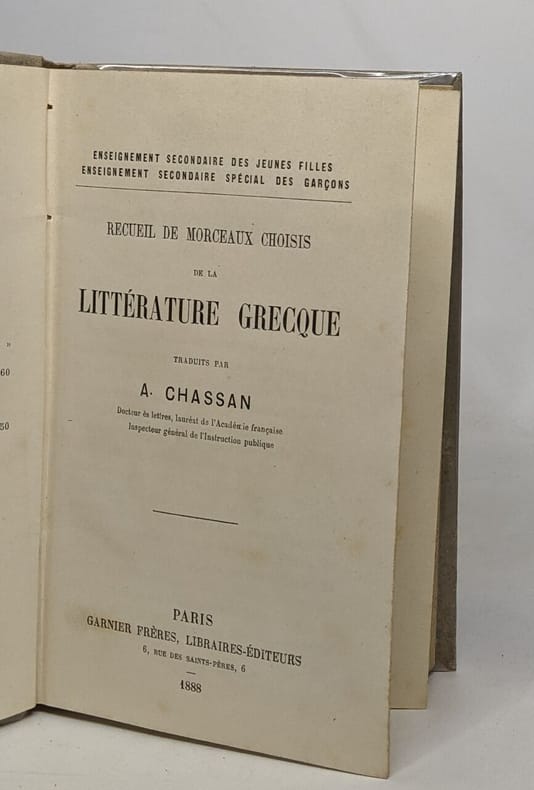 ENSEIGNEMENT SECONDAIRE DES JEUNES FILLES
ENSEIGNEMENT SECONDAIRE SPÉCIAL DES GARÇONS
RECUEIL DE MORCEAUX CHOISIS
DE LA
LITTÉRATURE GRECQUE
TRADUITS PAR
A. CHASSAN
Docteur ès lettres, lauréat de l'Académie française
Inspecteur général de l'Instruction publique
PARIS
GARNIER FRÈRES, LIBRAIRES-ÉDITEURS
6, RUE DES SAINTS-PÈRES, 6
1888
»
60
50